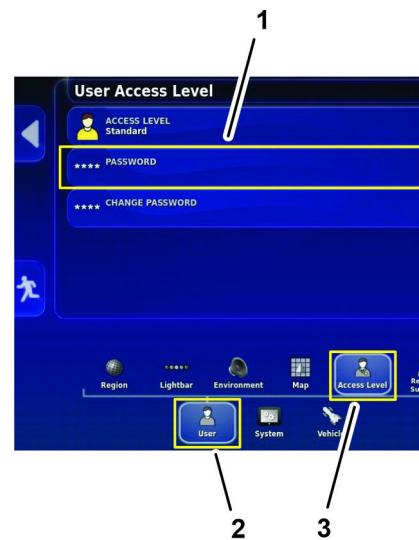 1
User Access Level
ACCESS LEVEL
Standard
**** PASSWORD
**** CHANGE PASSWORD
Region
Lightbar
Environment
Map
Access Level
User
System
2
3